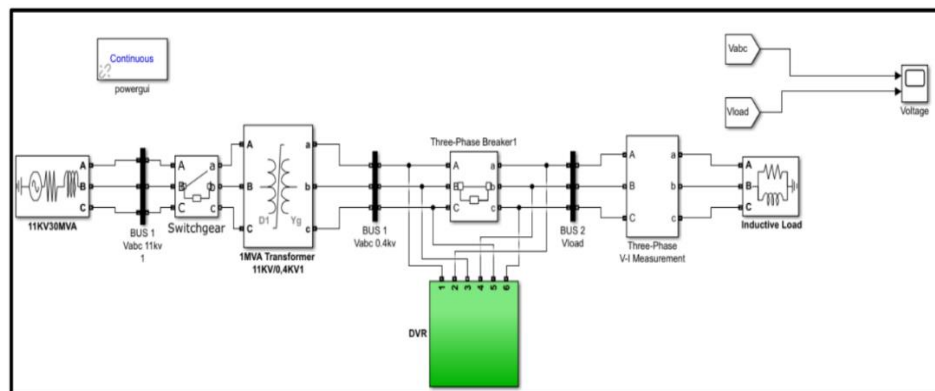 Continuous
powergui
Vabc
Vload
Voltage
A
B
C
11KV30MVA
BUS 1
Vabc 11kv
1
A
B
C
a
b
c
Switchgear
A
B
C
D1
Yg
a
b
c
1MVA Transformer
11KV/0,4KV1
BUS 1
Vabc 0.4kv
Three-Phase Breaker1
A
B
C
a
b
c
BUS 2
Vload
A
B
C
a
b
c
Three-Phase
V-I Measurement
A
B
C
Inductive Load
1
2
3
4
5
6
DVR